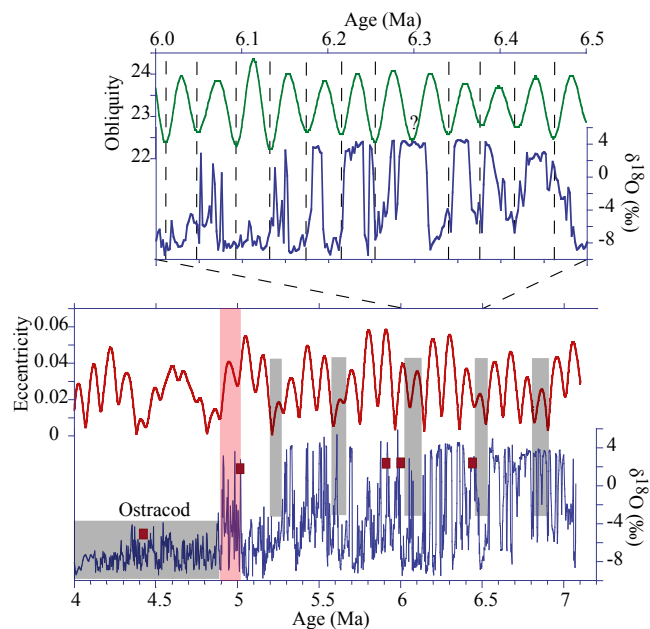 Age (Ma)
6.0 6.1 6.2 6.3 6.4 6.5
Obliquity
24
23
22
?
4
0
-4
-8
δ18O (‰)
Eccentricity
0.06
0.04
0.02
0
Ostracod
4
0
-4
-8
δ18O (‰)
4 4.5 5 5.5 6 6.5 7
Age (Ma)